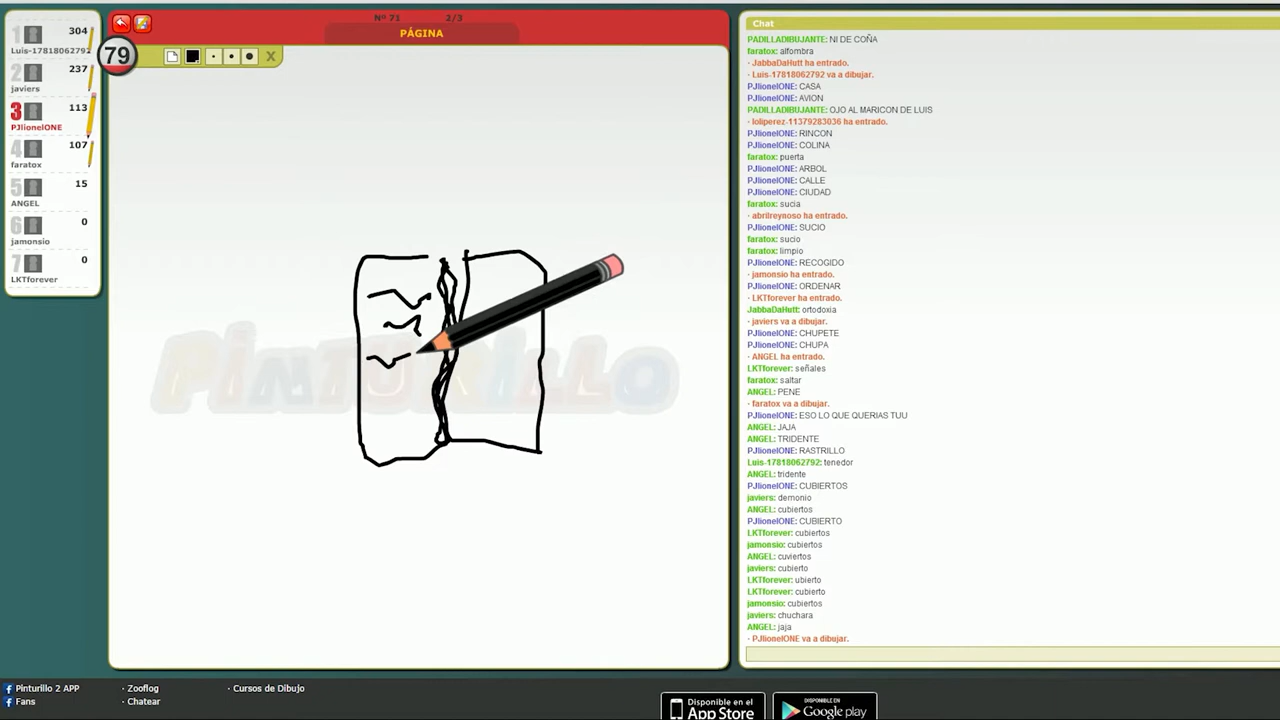 1
304
Luis-17818062792
2
237
javiers
3
113
PJlionelONE
4
107
faratox
5
15
ANGEL
6
0
jamonsio
7
0
LKTforever
79
Nº 71 2/3
PÁGINA
X
PINTURILLO
Chat
PADILLADIBUJANTE: NI DE COÑA
faratox: alfombra
· JabbaDaHutt ha entrado.
· Luis-17818062792 va a dibujar.
PJlionelONE: CASA
PJlionelONE: AVION
PADILLADIBUJANTE: OJO AL MARICON DE LUIS
· loliperez-11379283036 ha entrado.
PJlionelONE: RINCON
PJlionelONE: COLINA
faratox: puerta
PJlionelONE: ARBOL
PJlionelONE: CALLE
PJlionelONE: CIUDAD
faratox: sucia
· abrilreynoso ha entrado.
PJlionelONE: SUCIO
faratox: sucio
faratox: limpio
PJlionelONE: RECOGIDO
· jamonsio ha entrado.
PJlionelONE: ORDENAR
· LKTforever ha entrado.
JabbaDaHutt: ortodoxia
· javiers va a dibujar.
PJlionelONE: CHUPETE
PJlionelONE: CHUPA
· ANGEL ha entrado.
LKTforever: señales
faratox: saltar
ANGEL: PENE
· faratox va a dibujar.
PJlionelONE: ESO LO QUE QUERIAS TUU
ANGEL: JAJA
ANGEL: TRIDENTE
PJlionelONE: RASTRILLO
Luis-17818062792: tenedor
ANGEL: tridente
PJlionelONE: CUBIERTOS
javiers: demonio
ANGEL: cubiertos
PJlionelONE: CUBIERTO
LKTforever: cubiertos
jamonsio: cubiertos
ANGEL: cuviertos
javiers: cubierto
LKTforever: ubierto
LKTforever: cubierto
jamonsio: cubiertos
javiers: chuchara
ANGEL: jaja
· PJlionelONE va a dibujar.
Pinturillo 2 APP
Fans
· Zooflog
· Chatear
· Cursos de Dibujo
Disponible en el
App Store
DISPONIBLE EN
Google play